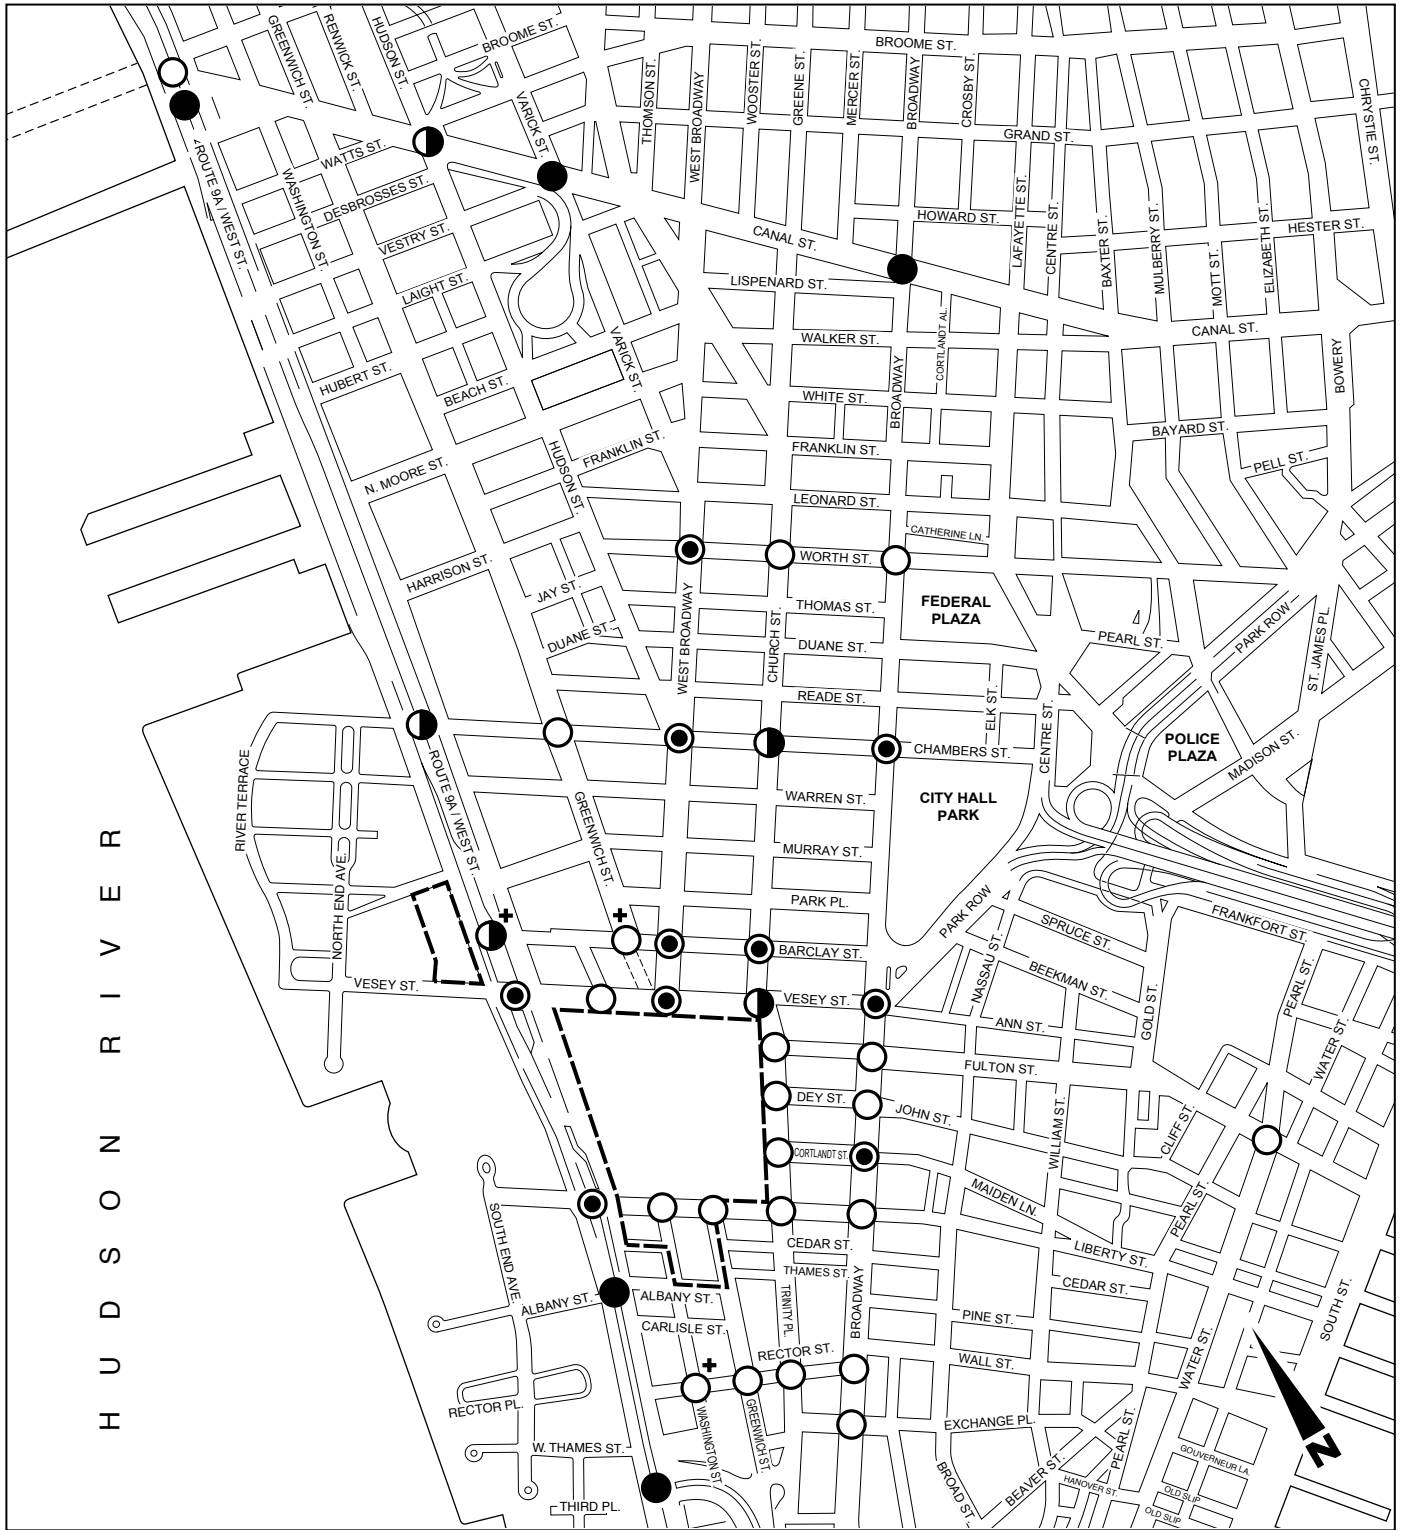 GREENWICH ST.
RENWICK ST.
HUDSON ST.
BROOME ST.
VARICK ST.
THOMSON ST.
WEST BROADWAY
WOOSTER ST.
GREENE ST.
MERCER ST.
BROADWAY
CROSBY ST.
BROOME ST.
GRAND ST.
CHRYSTIE ST.
WATTS ST.
ROUTE 9A / WEST ST.
WASHINGTON ST.
DESBROSSES ST.
VESTRY ST.
LAIGHT ST.
HOWARD ST.
LAFAYETTE ST.
CENTRE ST.
BAXTER ST.
MULBERRY ST.
MOTT ST.
ELIZABETH ST.
HESTER ST.
CANAL ST.
LISPENARD ST.
WALKER ST.
CORTLANDT AL.
CANAL ST.
BOWERY
HUBERT ST.
BEACH ST.
VARICK ST.
WHITE ST.
BROADWAY
BAYARD ST.
PELL ST.
FRANKLIN ST.
FRANKLIN ST.
N. MOORE ST.
HUDSON ST.
LEONARD ST.
CATHERINE LN.
WORTH ST.
HARRISON ST.
JAY ST.
DUANE ST.
WEST BROADWAY
CHURCH ST.
THOMAS ST.
DUANE ST.
READE ST.
FEDERAL
PLAZA
PEARL ST.
PARK ROW
ST. JAMES PL.
ELK ST.
CENTRE ST.
CHAMBERS ST.
POLICE
PLAZA
MADISON ST.
RIVER TERRACE
ROUTE 9A / WEST ST.
GREENWICH ST.
WARREN ST.
CITY HALL
PARK
MURRAY ST.
PARK PL.
PARK ROW
NORTH END AVE.
BARCLAY ST.
VESEY ST.
VESEY ST.
NASSAU ST.
SPRUCE ST.
BEEKMAN ST.
FRANKFORT ST.
PEARL ST.
WATER ST.
GOLD ST.
ANN ST.
FULTON ST.
DEY ST.
JOHN ST.
CORTLANDT ST.
WILLIAM ST.
CLIFF ST.
MAIDEN LN.
PEARL ST.
LIBERTY ST.
HUDSON RIVER
SOUTH END AVE.
CEDAR ST.
THAMES ST.
CEDAR ST.
ALBANY ST.
ALBANY ST.
TRINITY PL.
BROADWAY
PINE ST.
SOUTH ST.
CARLISLE ST.
RECTOR ST.
WALL ST.
WATER ST.
RECTOR PL.
WASHINGTON ST.
GREENWICH ST.
EXCHANGE PL.
W. THAMES ST.
BROAD ST.
BEAVER ST.
PEARL ST.
GOUVERNEUR LA.
HANOVER ST.
OLD SLIP
OLD SLIP
THIRD PL.
N